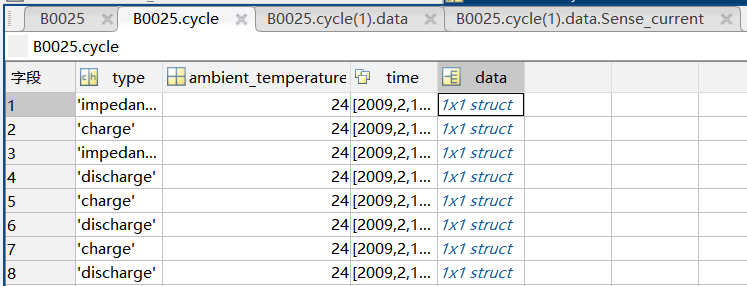 B0025 B0025.cycle B0025.cycle(1).data B0025.cycle(1).data.Sense_current
B0025.cycle
字段 type ambient_temperature time data
1 'impedan... 24 [2009,2,1... 1x1 struct
2 'charge' 24 [2009,2,1... 1x1 struct
3 'impedan... 24 [2009,2,1... 1x1 struct
4 'discharge' 24 [2009,2,1... 1x1 struct
5 'charge' 24 [2009,2,1... 1x1 struct
6 'discharge' 24 [2009,2,1... 1x1 struct
7 'charge' 24 [2009,2,1... 1x1 struct
8 'discharge' 24 [2009,2,1... 1x1 struct